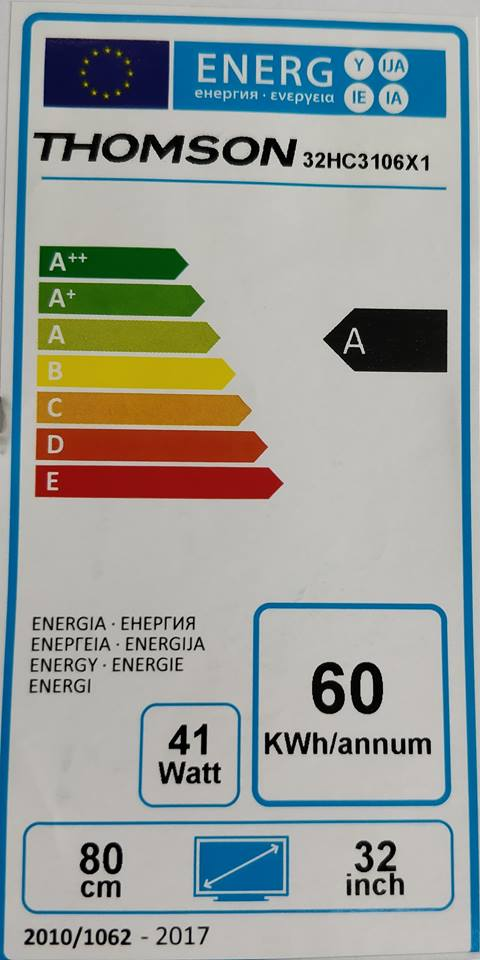 ENERG Y IJA
енергия · ενεργεια IE IA
THOMSON 32HC3106X1
A++
A+
A
A
B
C
D
E
ENERGIA · ЕНЕРГИЯ
ΕΝΕΡΓΕΙΑ · ENERGIJA
ENERGY · ENERGIE
ENERGI
60
KWh/annum
41
Watt
80
cm
32
inch
2010/1062 - 2017